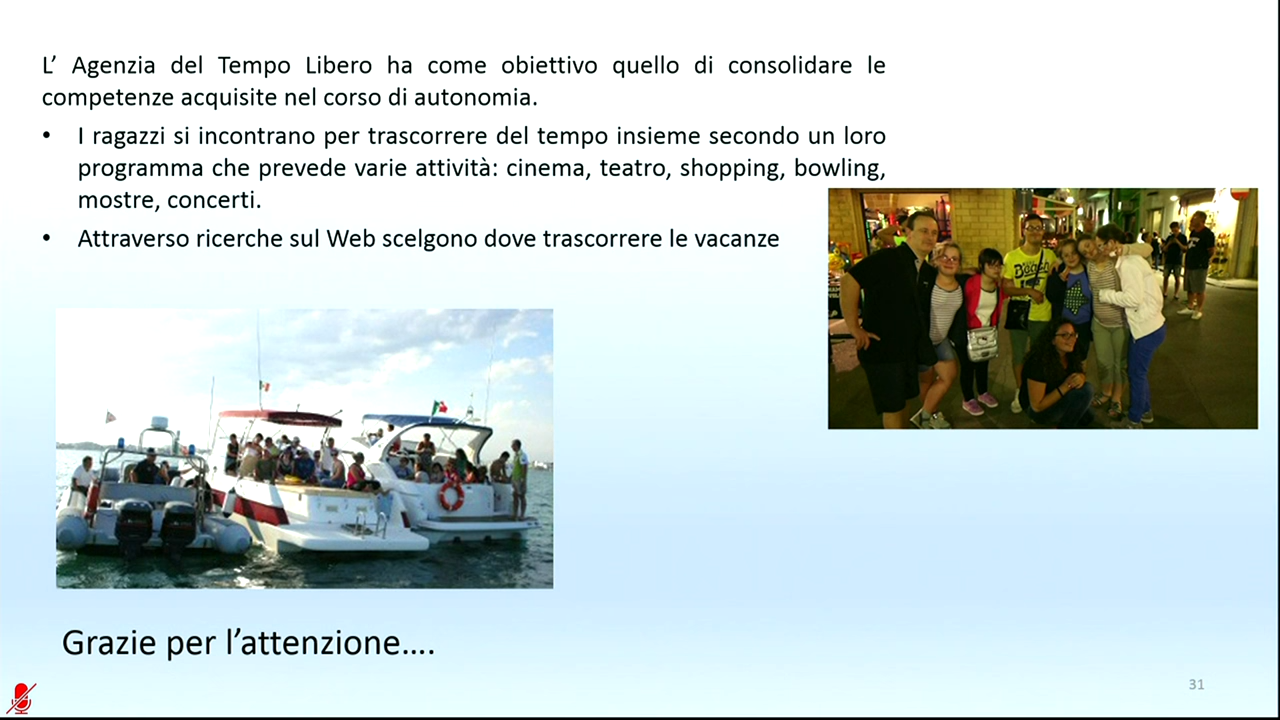 L’ Agenzia del Tempo Libero ha come obiettivo quello di consolidare le
competenze acquisite nel corso di autonomia.
• I ragazzi si incontrano per trascorrere del tempo insieme secondo un loro
programma che prevede varie attività: cinema, teatro, shopping, bowling,
mostre, concerti.
• Attraverso ricerche sul Web scelgono dove trascorrere le vacanze
Grazie per l’attenzione....
31